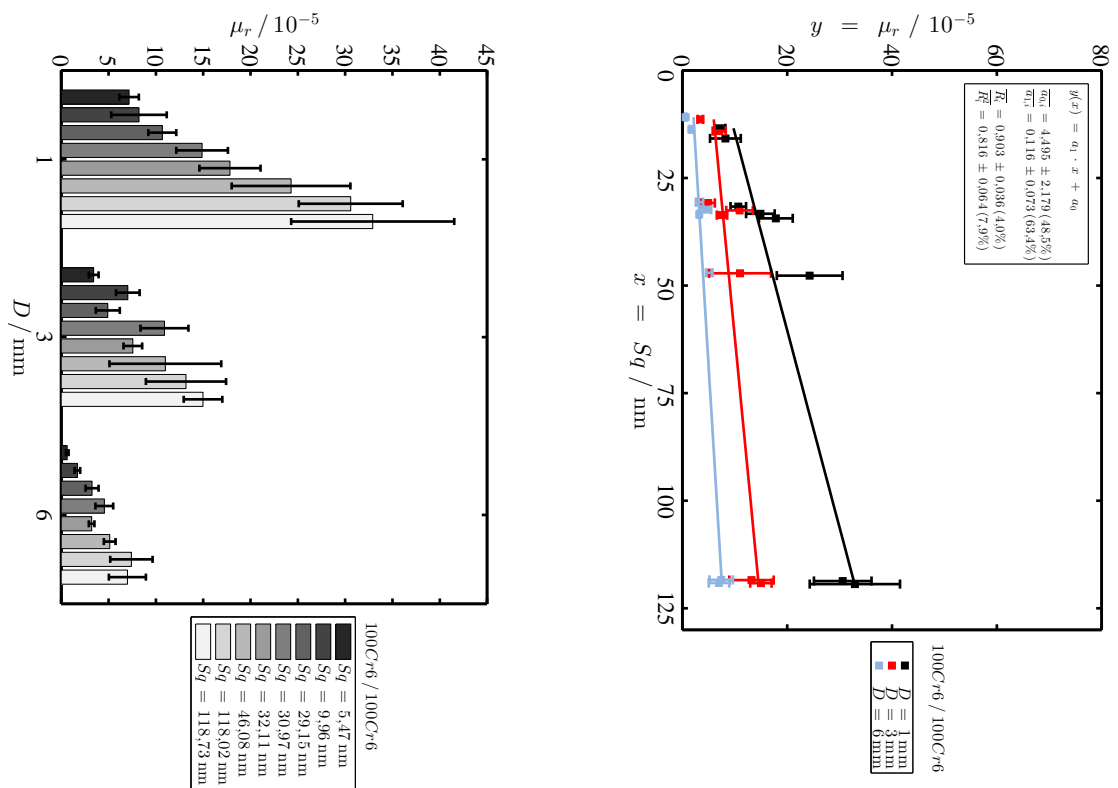 100Cr6 / 100Cr6
D = 1 mm
D = 3 mm
D = 6 mm
y(x) = a₁ · x + a₀
a₀,ᵢ = 4,495 ± 2,179 (48,5%)
a₁,ᵢ = 0,116 ± 0,073 (63,4%)
Rᵢ = 0,903 ± 0,036 (4,0%)
Rᵢ² = 0,816 ± 0,064 (7,9%)
y = μᵣ / 10⁻⁵
80
60
40
20
0
0 25 50 75 100 125
x = Sq / nm
100Cr6 / 100Cr6
Sq = 5,47 nm
Sq = 9,96 nm
Sq = 29,15 nm
Sq = 30,97 nm
Sq = 32,11 nm
Sq = 46,08 nm
Sq = 118,02 nm
Sq = 118,73 nm
μᵣ / 10⁻⁵
45
40
35
30
25
20
15
10
5
0
1 3 6
D / mm